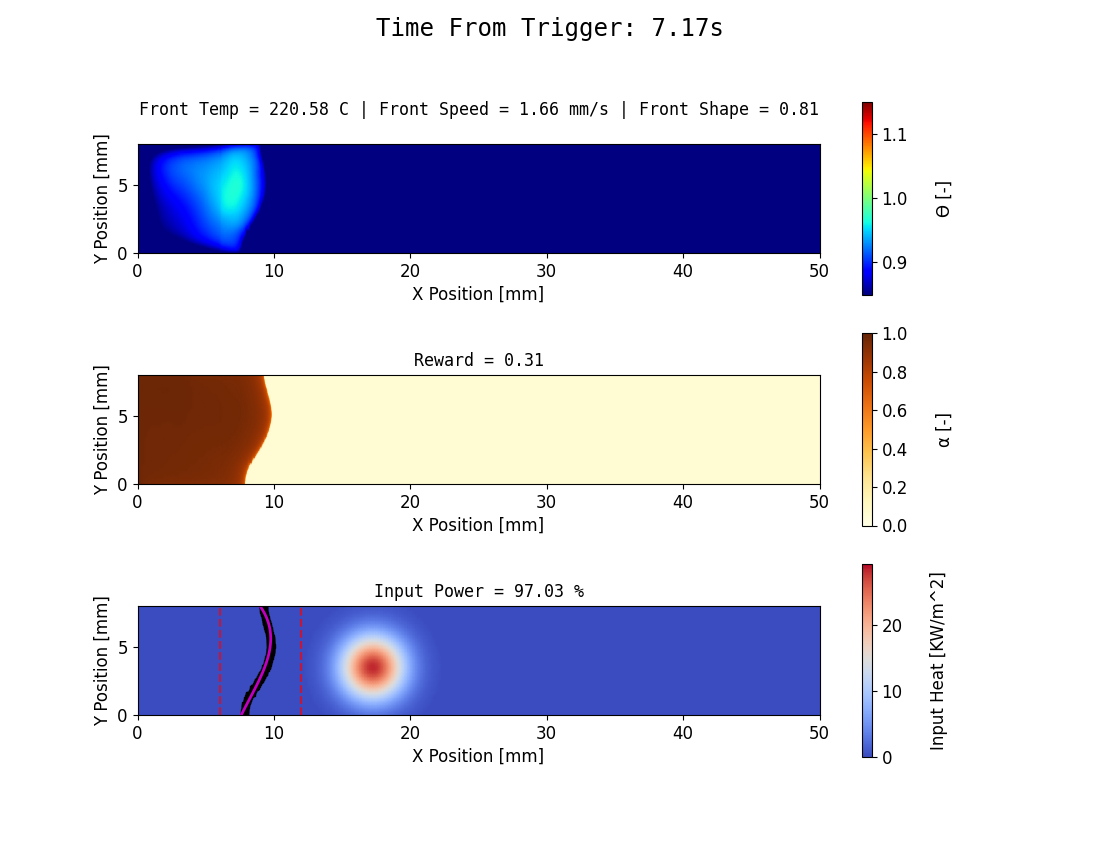 Time From Trigger: 7.17s
Front Temp = 220.58 C | Front Speed = 1.66 mm/s | Front Shape = 0.81
Y Position [mm]
5
0
0 10 20 30 40 50
X Position [mm]
1.1
1.0
0.9
Θ [-]
Reward = 0.31
Y Position [mm]
5
0
0 10 20 30 40 50
X Position [mm]
1.0
0.8
0.6
0.4
0.2
0.0
α [-]
Input Power = 97.03 %
Y Position [mm]
5
0
0 10 20 30 40 50
X Position [mm]
20
10
0
Input Heat [KW/m^2]